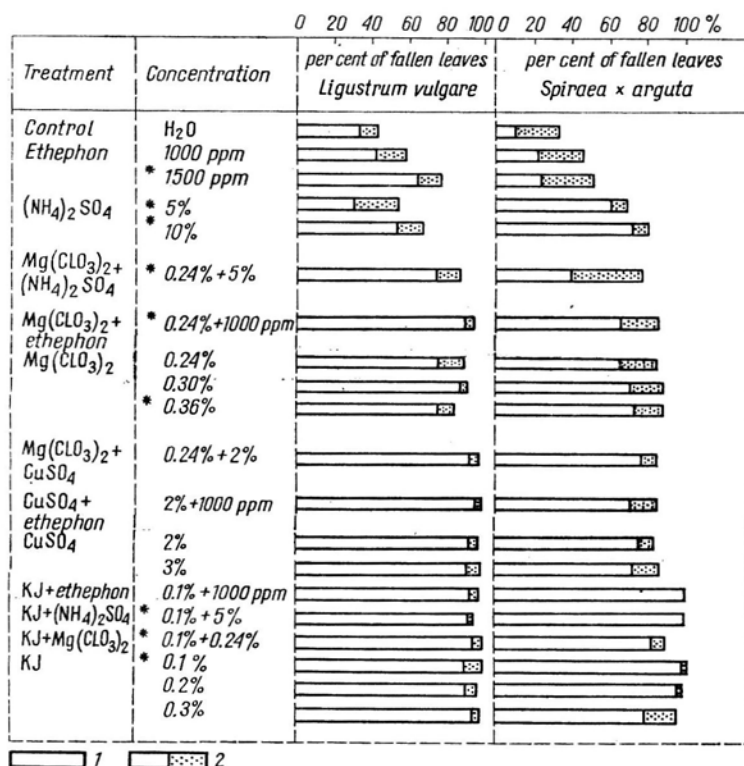 0 20 40 60 80 100 0 20 40 60 80 100 %
Treatment Concentration per cent of fallen leaves Ligustrum vulgare per cent of fallen leaves Spiraea × arguta
Control H₂O
Ethephon 1000 ppm
* 1500 ppm
(NH₄)₂SO₄ * 5%
* 10%
Mg(CLO₃)₂+
(NH₄)₂SO₄ * 0.24%+5%
Mg(CLO₃)₂+
ethephon * 0.24%+1000 ppm
Mg(CLO₃)₂ 0.24%
0.30%
* 0.36%
Mg(CLO₃)₂+
CuSO₄ 0.24%+2%
CuSO₄+
ethephon 2%+1000 ppm
CuSO₄ 2%
3%
KJ+ethephon 0.1%+1000 ppm
KJ+(NH₄)₂SO₄ * 0.1%+5%
KJ+Mg(CLO₃)₂ * 0.1%+0.24%
KJ * 0.1%
0.2%
0.3%
1 2